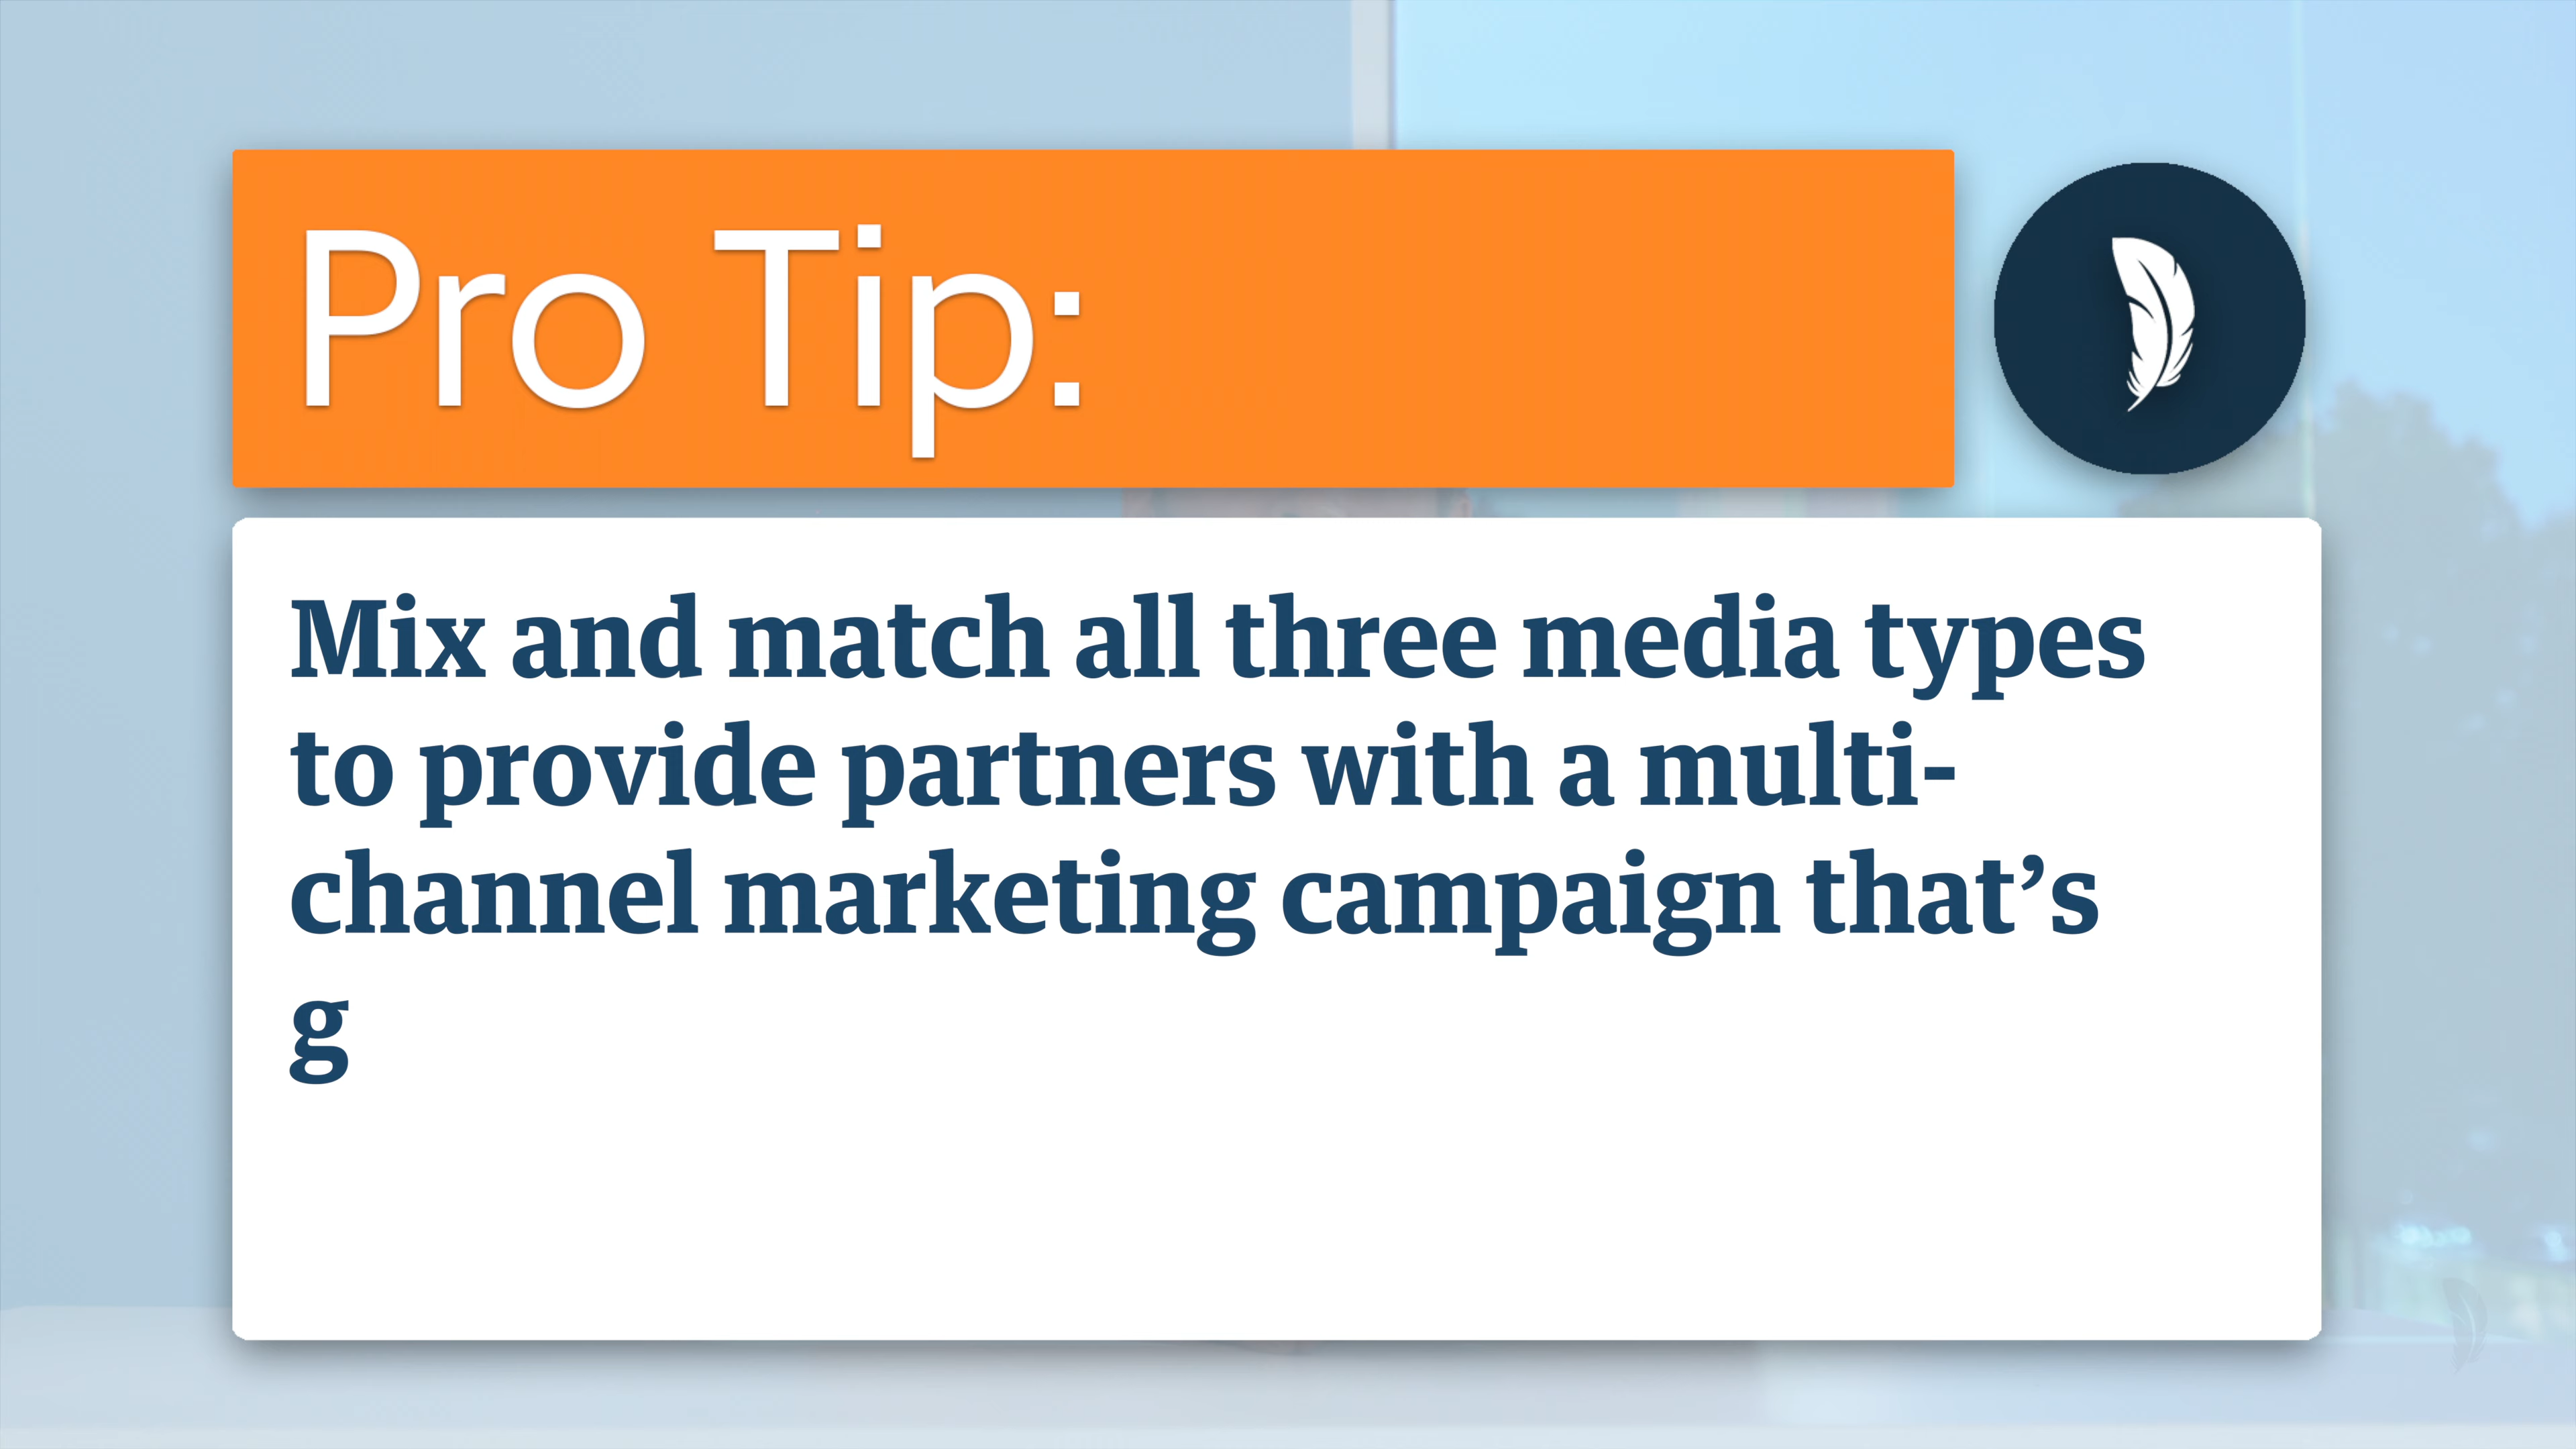 Pro Tip:
Mix and match all three media types
to provide partners with a multi-
channel marketing campaign that’s
g